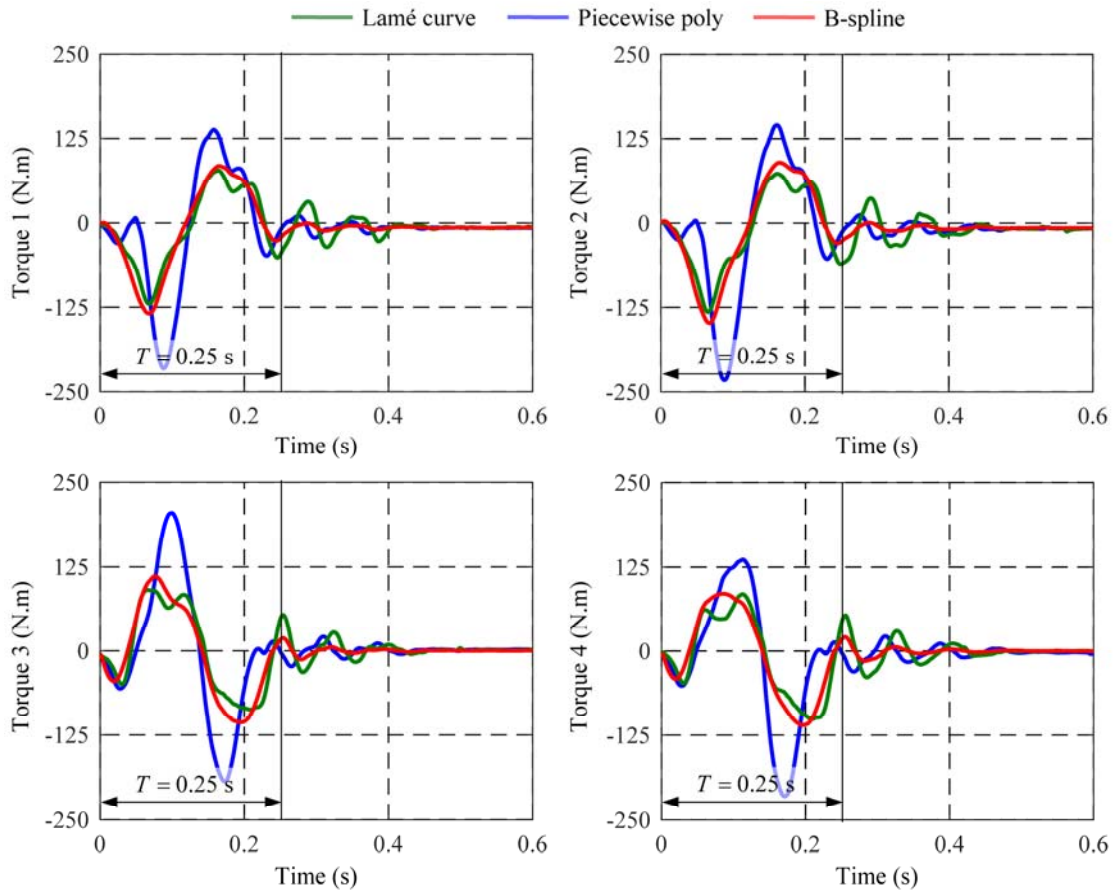 Lamé curve Piecewise poly B-spline
250
125
0
-125
-250
Torque 1 (N.m)
T = 0.25 s
0 0.2 0.4 0.6
Time (s)
250
125
0
-125
-250
Torque 2 (N.m)
T = 0.25 s
0 0.2 0.4 0.6
Time (s)
250
125
0
-125
-250
Torque 3 (N.m)
T = 0.25 s
0 0.2 0.4 0.6
Time (s)
250
125
0
-125
-250
Torque 4 (N.m)
T = 0.25 s
0 0.2 0.4 0.6
Time (s)